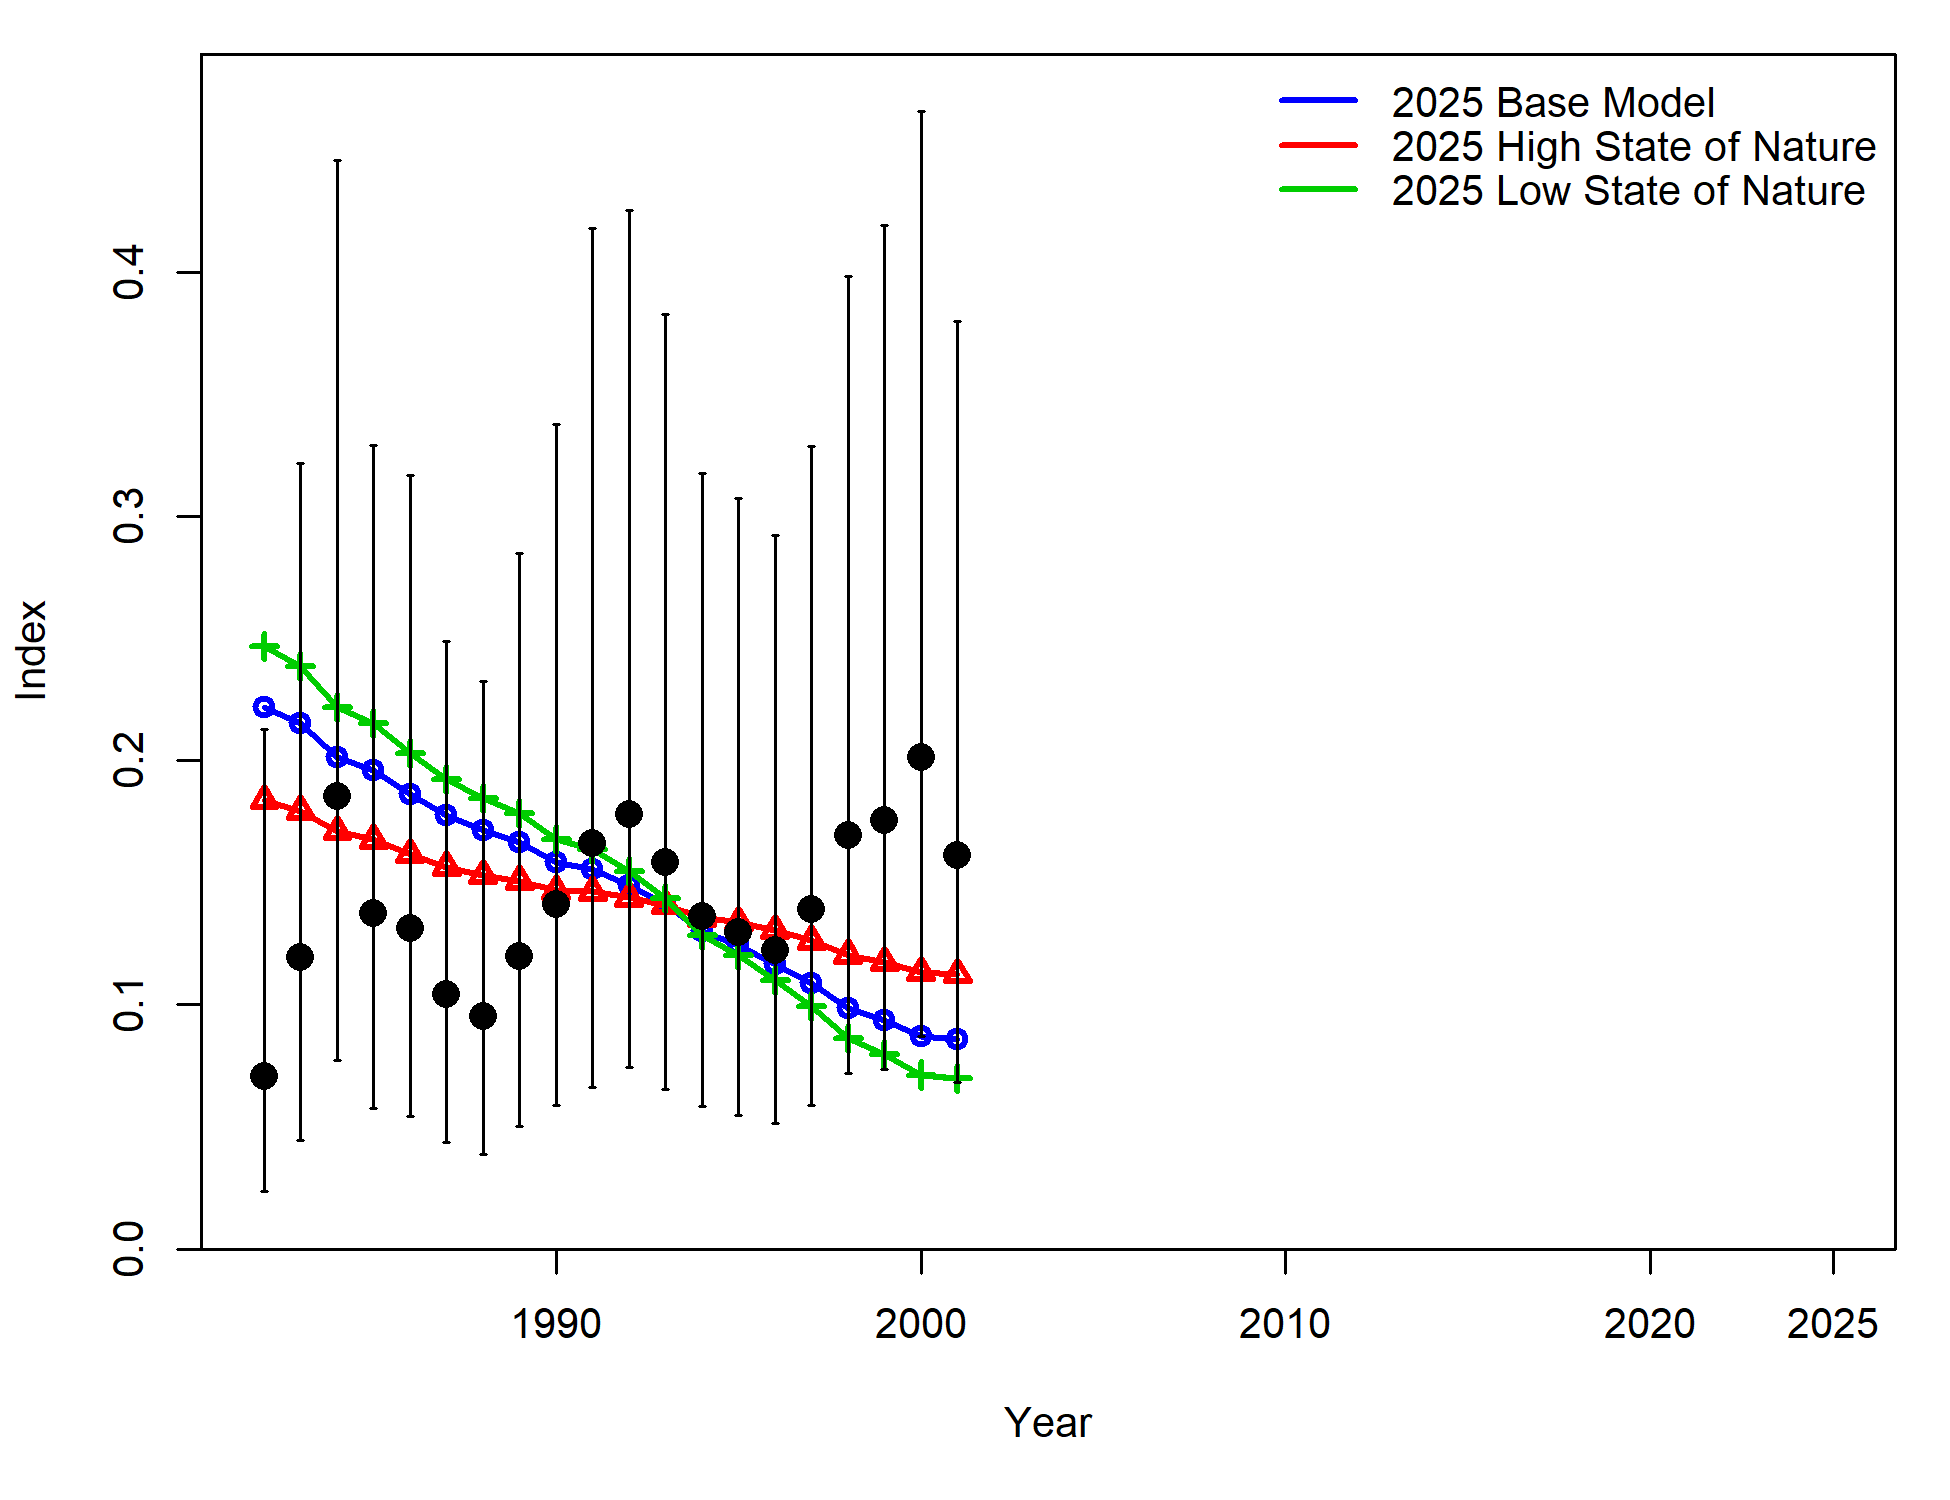 2025 Base Model
2025 High State of Nature
2025 Low State of Nature
Index
0.4
0.3
0.2
0.1
0.0
1990 2000 2010 2020 2025
Year